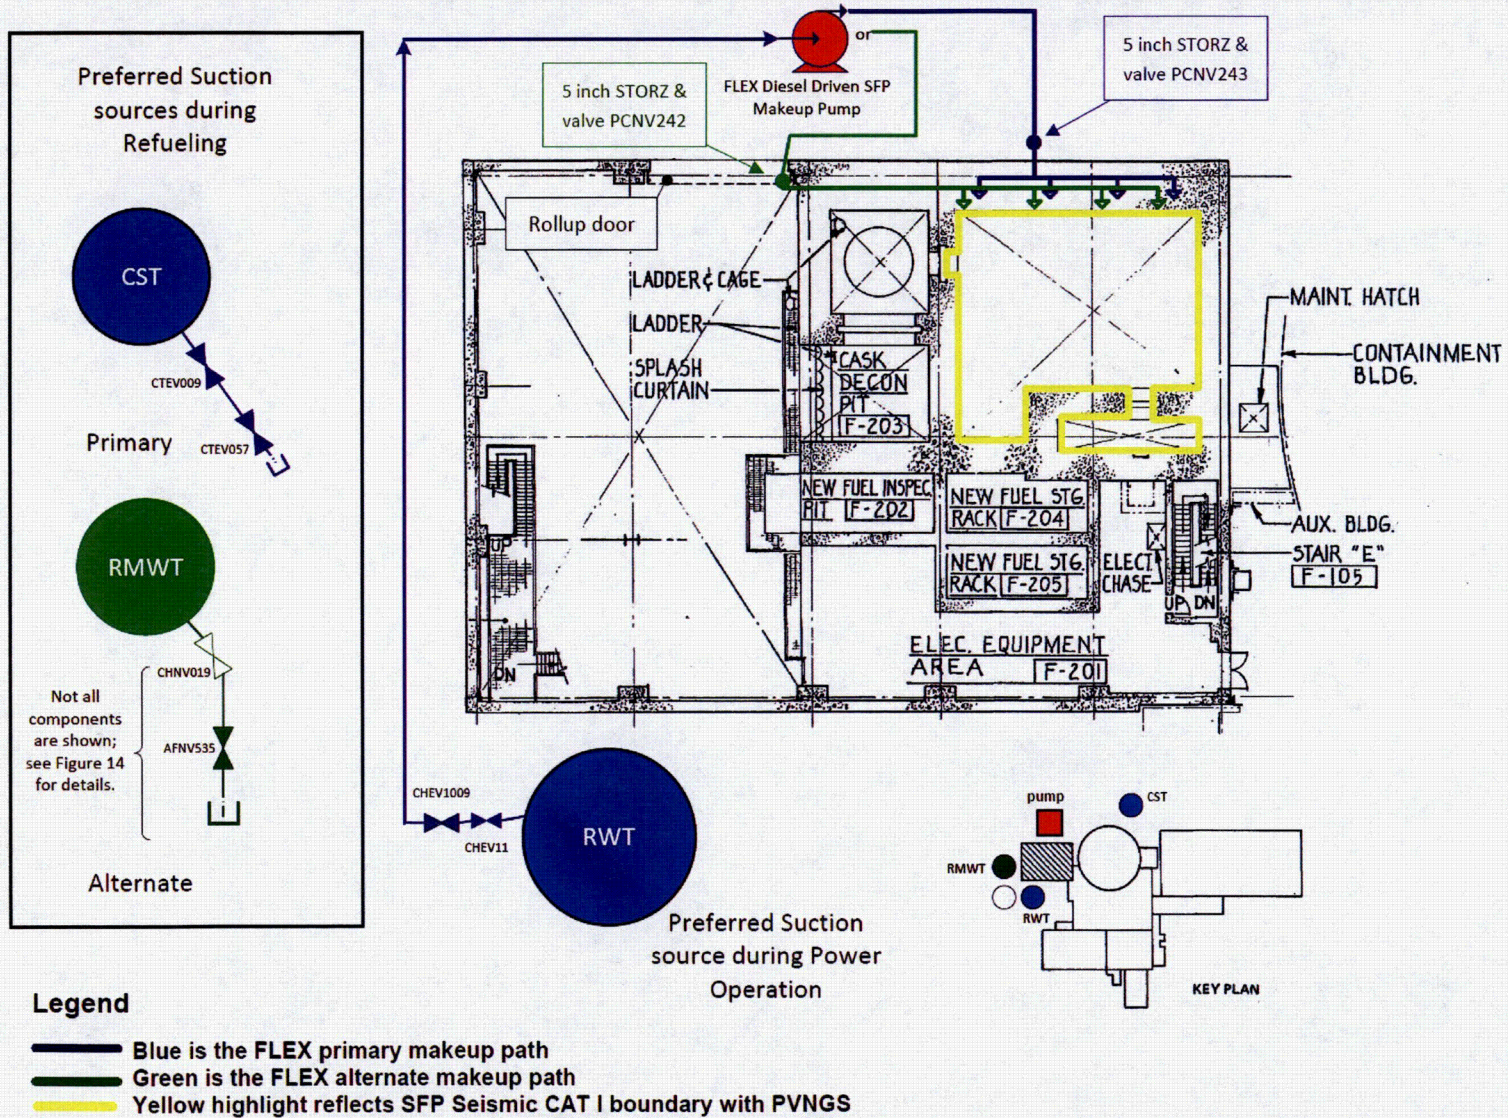 Preferred Suction
sources during
Refueling
CST
CTEV009
Primary
CTEV057
RMWT
CHNV019
Not all
components
are shown;
see Figure 14
for details.
AFNV535
Alternate
or
FLEX Diesel Driven SFP
Makeup Pump
5 inch STORZ &
valve PCNV242
5 inch STORZ &
valve PCNV243
Rollup door
LADDER & CAGE
LADDER
SPLASH
CURTAIN
CASK
DECON
PIT
F-203
MAINT. HATCH
CONTAINMENT
BLDG.
NEW FUEL INSPEC.
PIT F-202
NEW FUEL STG.
RACK F-204
NEW FUEL STG.
RACK F-205
ELECT.
CHASE
AUX. BLDG.
STAIR "E"
F-105
UP
DN
UP DN
ELEC. EQUIPMENT
AREA F-201
CHEV1009
CHEV11
RWT
Preferred Suction
source during Power
Operation
pump
CST
RMWT
RWT
KEY PLAN
Legend
Blue is the FLEX primary makeup path
Green is the FLEX alternate makeup path
Yellow highlight reflects SFP Seismic CAT I boundary with PVNGS